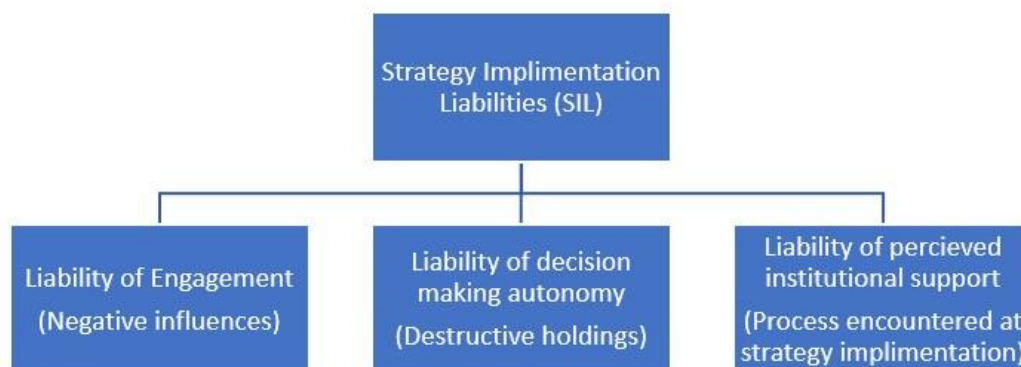 Strategy Implimentation
Liabilities (SIL)
Liability of Engagement
(Negative influences)
Liability of decision
making autonomy
(Destructive holdings)
Liability of percieved
institutional support
(Process encountered at
strategy implimentation)